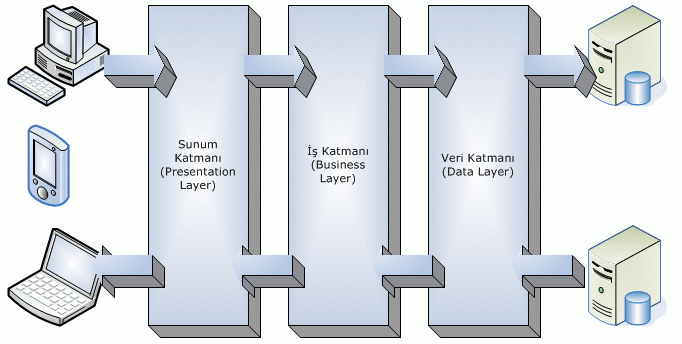 Sunum
Katmanı
(Presentation
Layer)
İş Katmanı
(Business
Layer)
Veri Katmanı
(Data Layer)